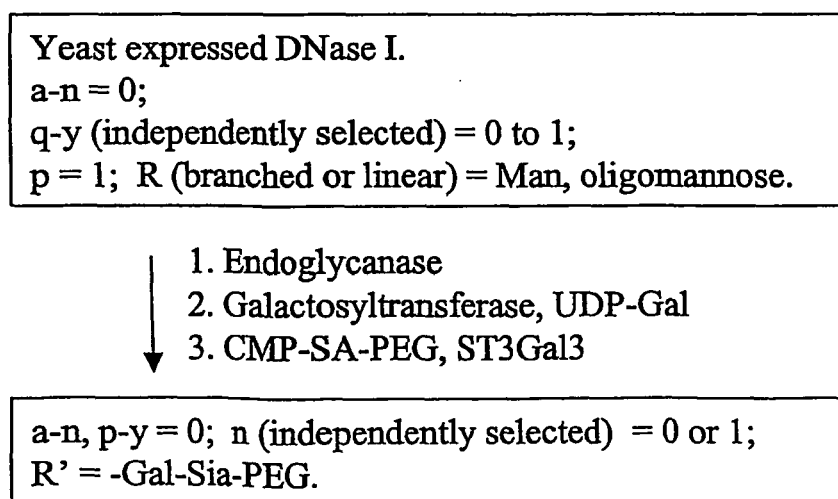 Yeast expressed DNase I.
a-n = 0;
q-y (independently selected) = 0 to 1;
p = 1; R (branched or linear) = Man, oligomannose.
1. Endoglycanase
2. Galactosyltransferase, UDP-Gal
3. CMP-SA-PEG, ST3Gal3
a-n, p-y = 0; n (independently selected) = 0 or 1;
R' = -Gal-Sia-PEG.